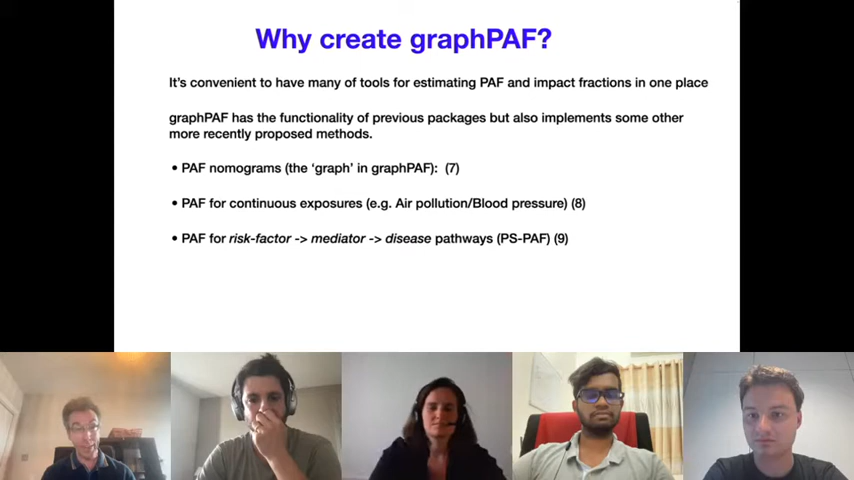 Why create graphPAF?
It's convenient to have many of tools for estimating PAF and impact fractions in one place
graphPAF has the functionality of previous packages but also implements some other
more recently proposed methods.
• PAF nomograms (the 'graph' in graphPAF): (7)
• PAF for continuous exposures (e.g. Air pollution/Blood pressure) (8)
• PAF for risk-factor -> mediator -> disease pathways (PS-PAF) (9)